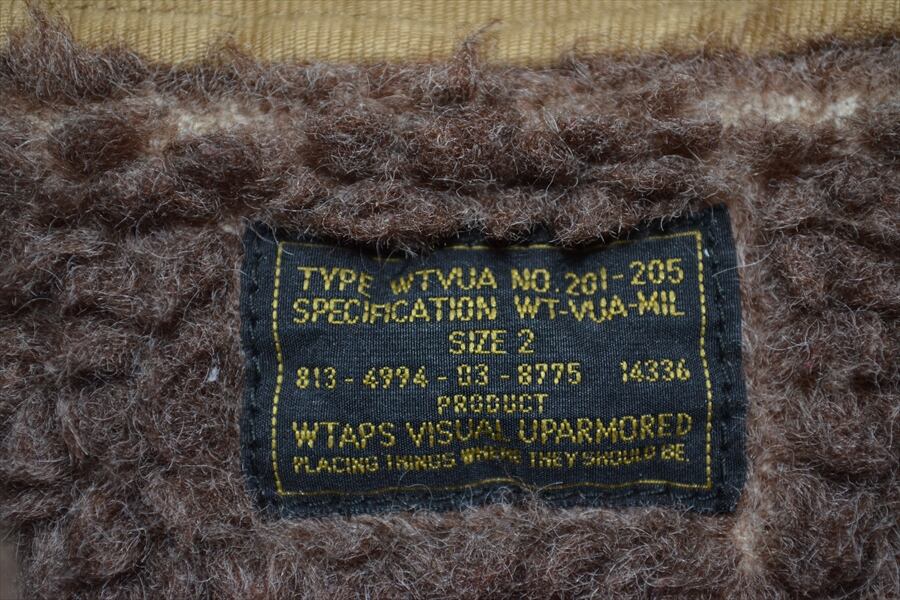 TYPE WTVUA NO.201-205
SPECIFICATION WT-VUA-MIL
SIZE 2
813-4994-03-8775 14336
PRODUCT
WTAPS VISUAL UPARMORED
PLACING THINGS WHERE THEY SHOULD BE.